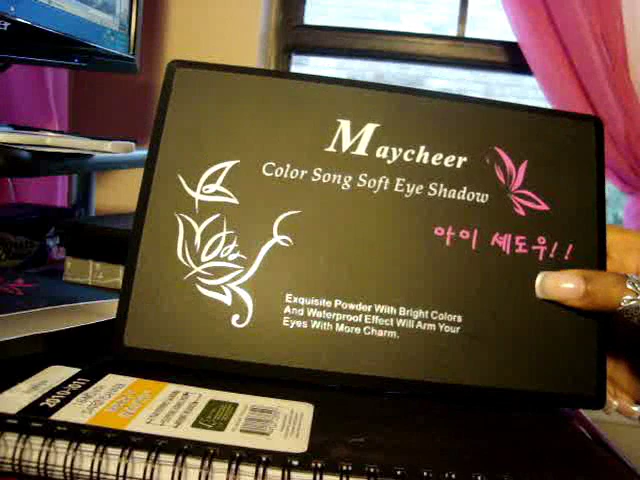 Maycheer
Color Song Soft Eye Shadow
아이 셰도우!!
Exquisite Powder With Bright Colors
And Waterproof Effect Will Arm Your
Eyes With More Charm.
2010-2011